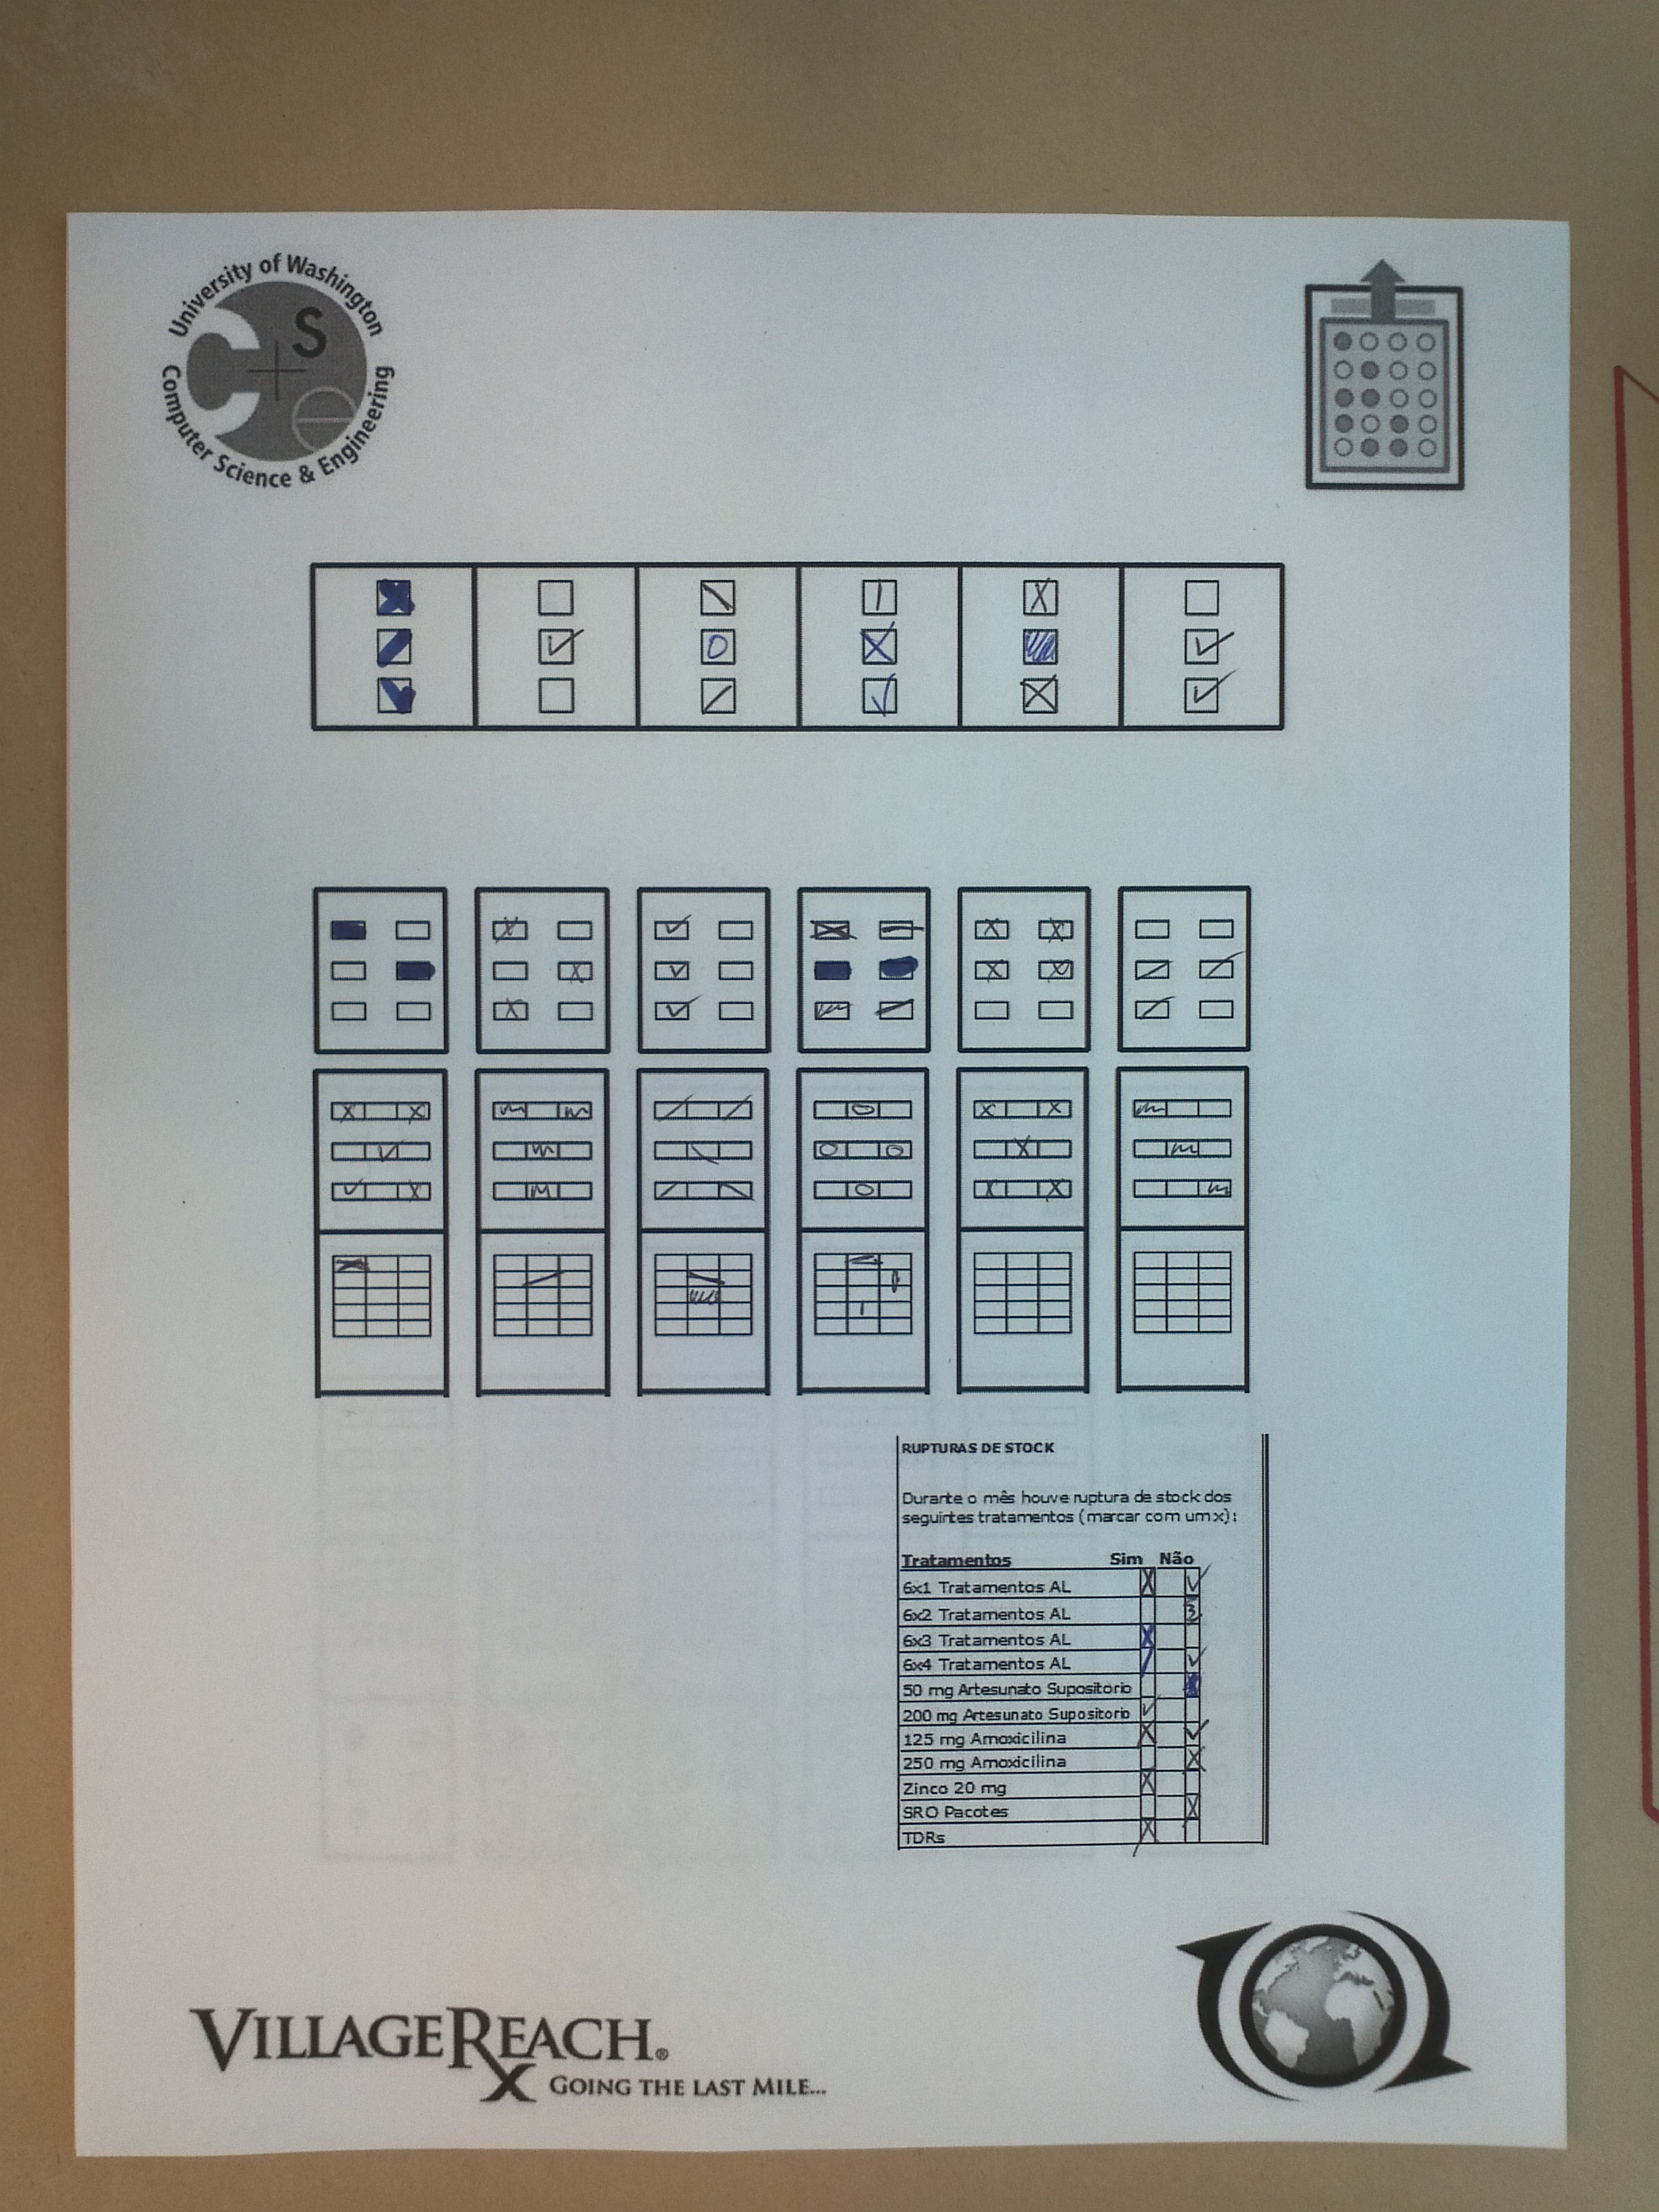 University of Washington
Computer Science & Engineering
C S e
RUPTURAS DE STOCK
Durante o mês houve ruptura de stock dos
seguintes tratamentos (marcar com um x):
Tratamentos Sim Não
6x1 Tratamentos AL
6x2 Tratamentos AL
6x3 Tratamentos AL
6x4 Tratamentos AL
50 mg Artesunato Supositorio
200 mg Artesunato Supositorio
125 mg Amoxicilina
250 mg Amoxicilina
Zinco 20 mg
SRO Pacotes
TDRs
VILLAGEREACH®
GOING THE LAST MILE...